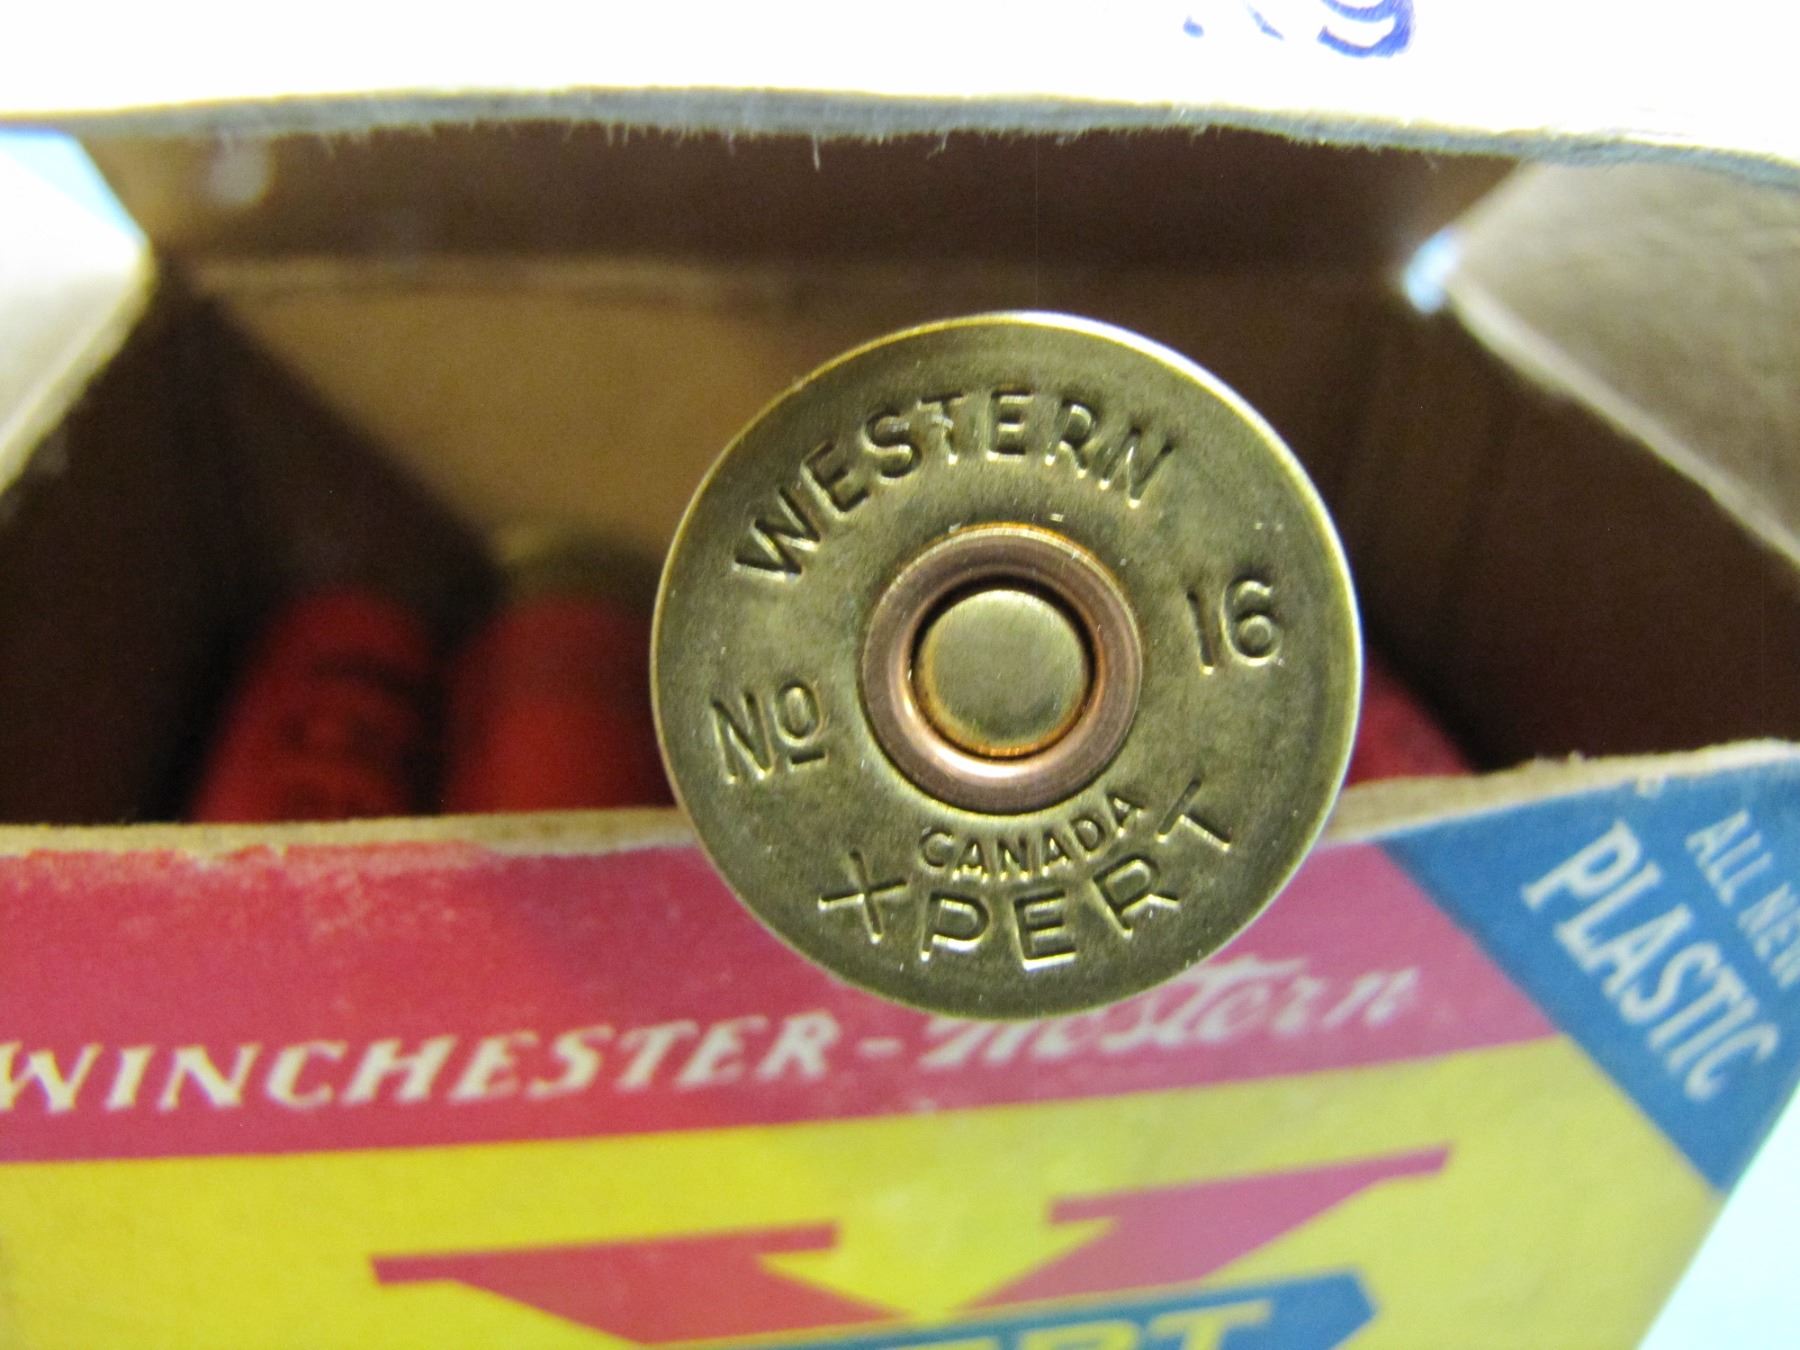 WESTERN
No 16
CANADA
XPERT
ALL NEW
PLASTIC
WINCHESTER-Western